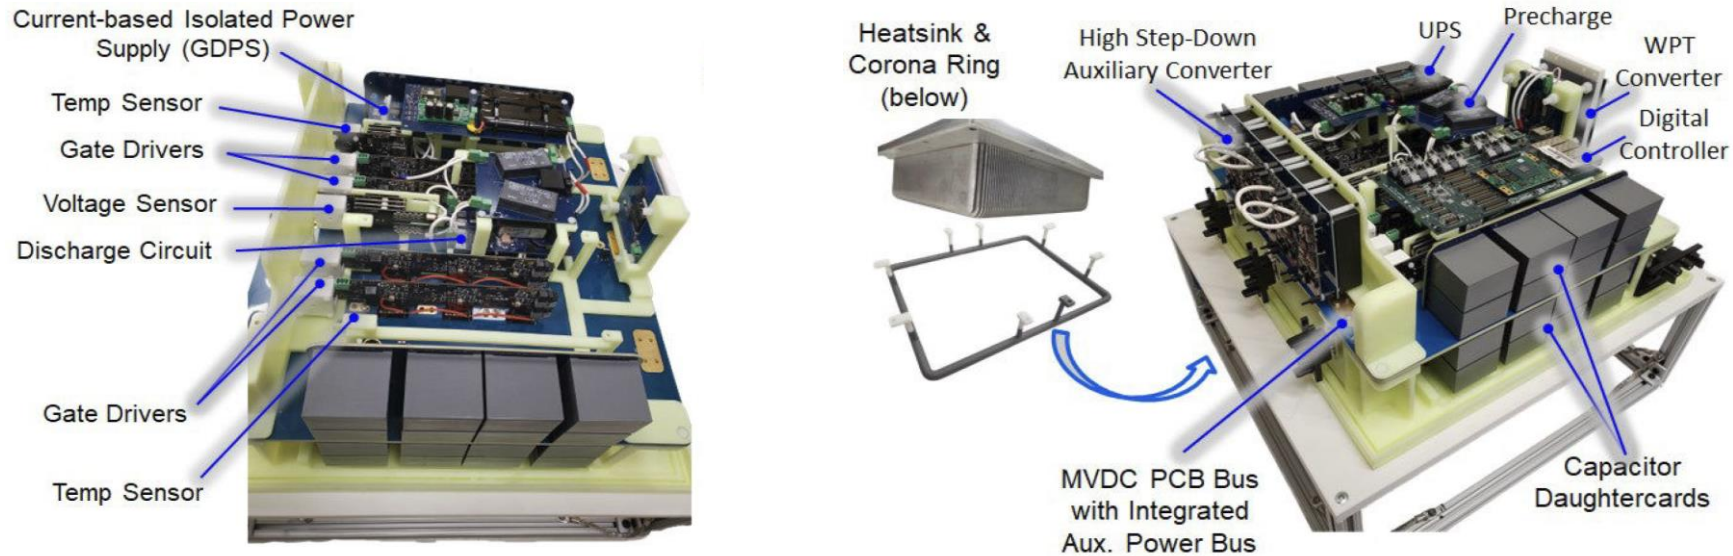 Current-based Isolated Power
Supply (GDPS)
Temp Sensor
Gate Drivers
Voltage Sensor
Discharge Circuit
Gate Drivers
Temp Sensor
Heatsink &
Corona Ring
(below)
High Step-Down
Auxiliary Converter
UPS
Precharge
WPT
Converter
Digital
Controller
MVDC PCB Bus
with Integrated
Aux. Power Bus
Capacitor
Daughtercards